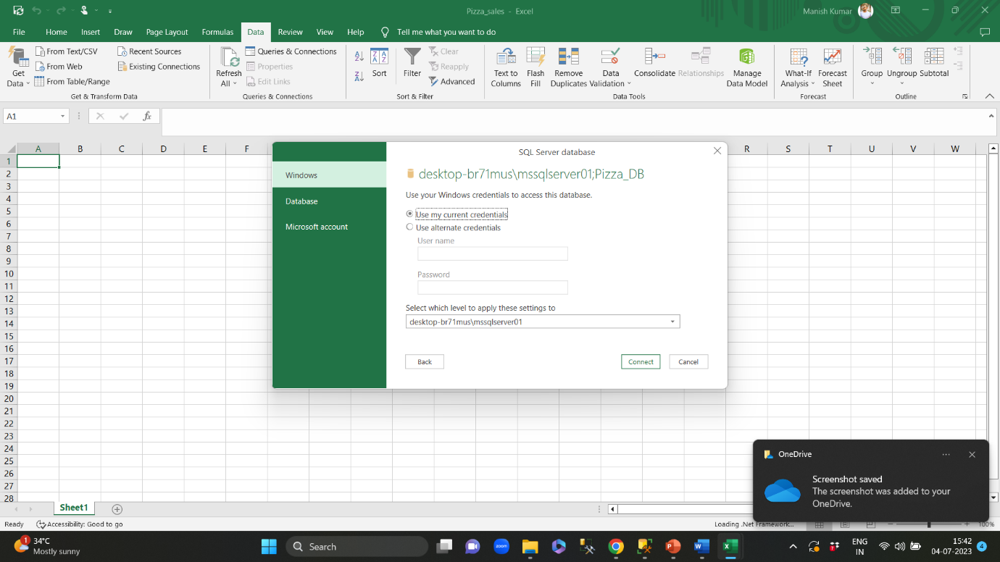 Pizza_sales - Excel
Manish Kumar
File Home Insert Draw Page Layout Formulas Data Review View Help Tell me what you want to do
Get Data
From Text/CSV
From Web
From Table/Range
Recent Sources
Existing Connections
Get & Transform Data
Refresh All
Queries & Connections
Properties
Edit Links
Queries & Connections
Sort
Filter
Clear
Reapply
Advanced
Sort & Filter
Text to Columns
Flash Fill
Remove Duplicates
Data Validation
Consolidate
Relationships
Manage Data Model
Data Tools
What-If Analysis
Forecast Sheet
Forecast
Group
Ungroup
Subtotal
Outline
A1
fx
A B C D E F R S T U V W
1
2
3
4
5
6
7
8
9
10
11
12
13
14
15
16
17
18
19
20
21
22
23
24
25
26
27
28
SQL Server database
Windows
Database
Microsoft account
desktop-br71mus\mssqlserver01;Pizza_DB
Use your Windows credentials to access this database.
Use my current credentials
Use alternate credentials
User name
Password
Select which level to apply these settings to
desktop-br71mus\mssqlserver01
Back Connect Cancel
OneDrive
Screenshot saved
The screenshot was added to your
OneDrive.
Sheet1
Ready Accessibility: Good to go
Loading .Net Framework...
100%
1
34°C
Mostly sunny
Search
zoom
ENG
IN
15:42
04-07-2023
4